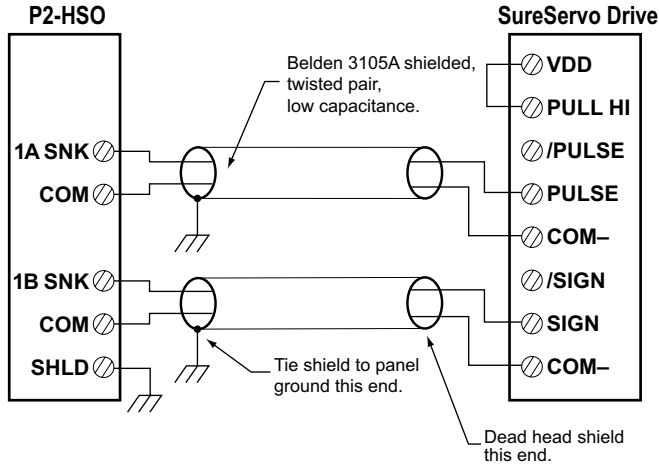 P2-HSO
SureServo Drive
Belden 3105A shielded,
twisted pair,
low capacitance.
VDD
PULL HI
1A SNK
/PULSE
COM
PULSE
COM–
1B SNK
/SIGN
COM
SIGN
SHLD
COM–
Tie shield to panel
ground this end.
Dead head shield
this end.